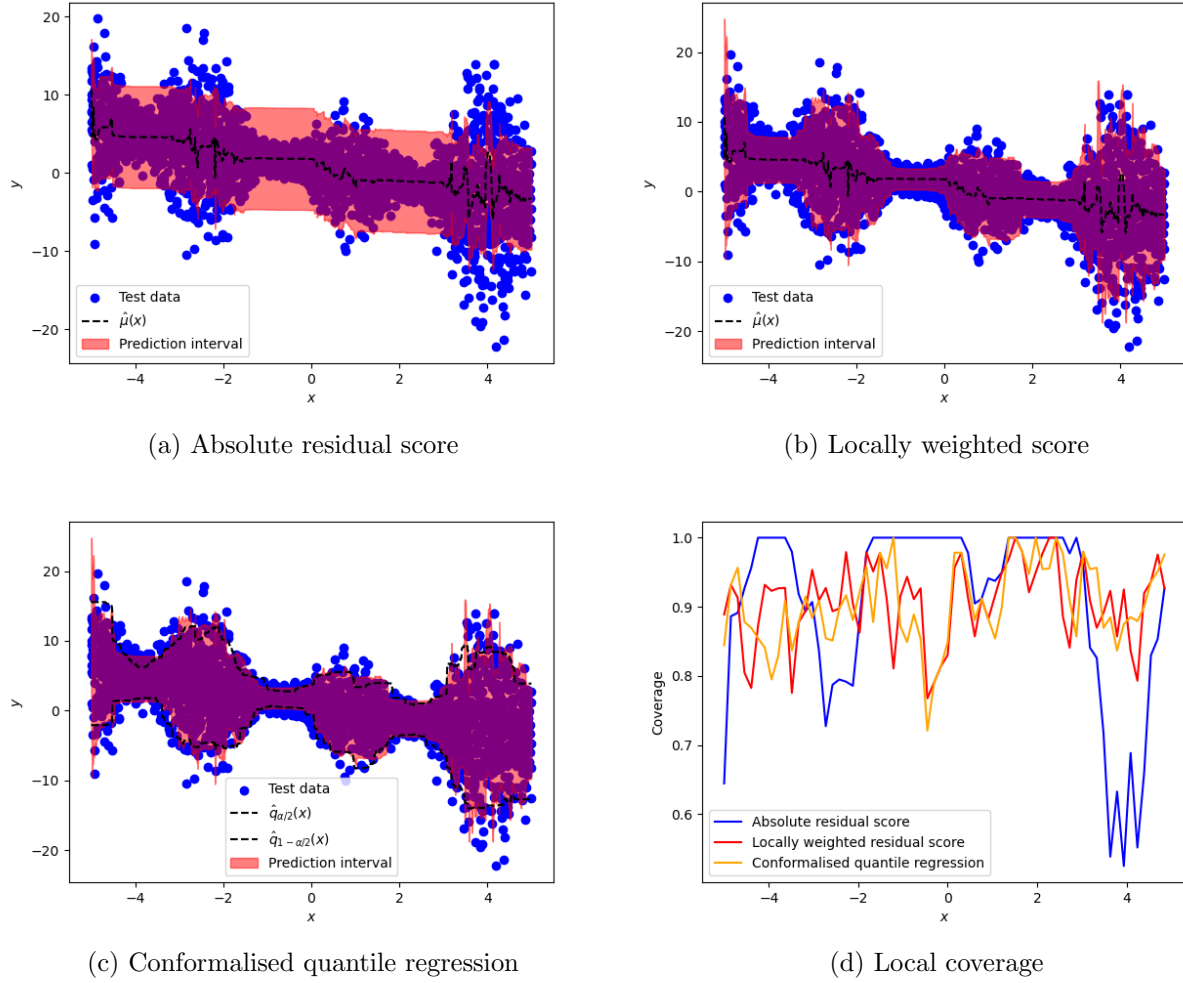 20
10
0
−10
−20
y
−4
−2
0
2
4
x
Test data
μ̂(x)
Prediction interval
(a) Absolute residual score
20
10
0
−10
−20
y
−4
−2
0
2
4
x
Test data
μ̂(x)
Prediction interval
(b) Locally weighted score
20
10
0
−10
−20
y
−4
−2
0
2
4
x
Test data
q̂α/2(x)
q̂1 − α/2(x)
Prediction interval
(c) Conformalised quantile regression
1.0
0.9
0.8
0.7
0.6
Coverage
−4
−2
0
2
4
x
Absolute residual score
Locally weighted residual score
Conformalised quantile regression
(d) Local coverage